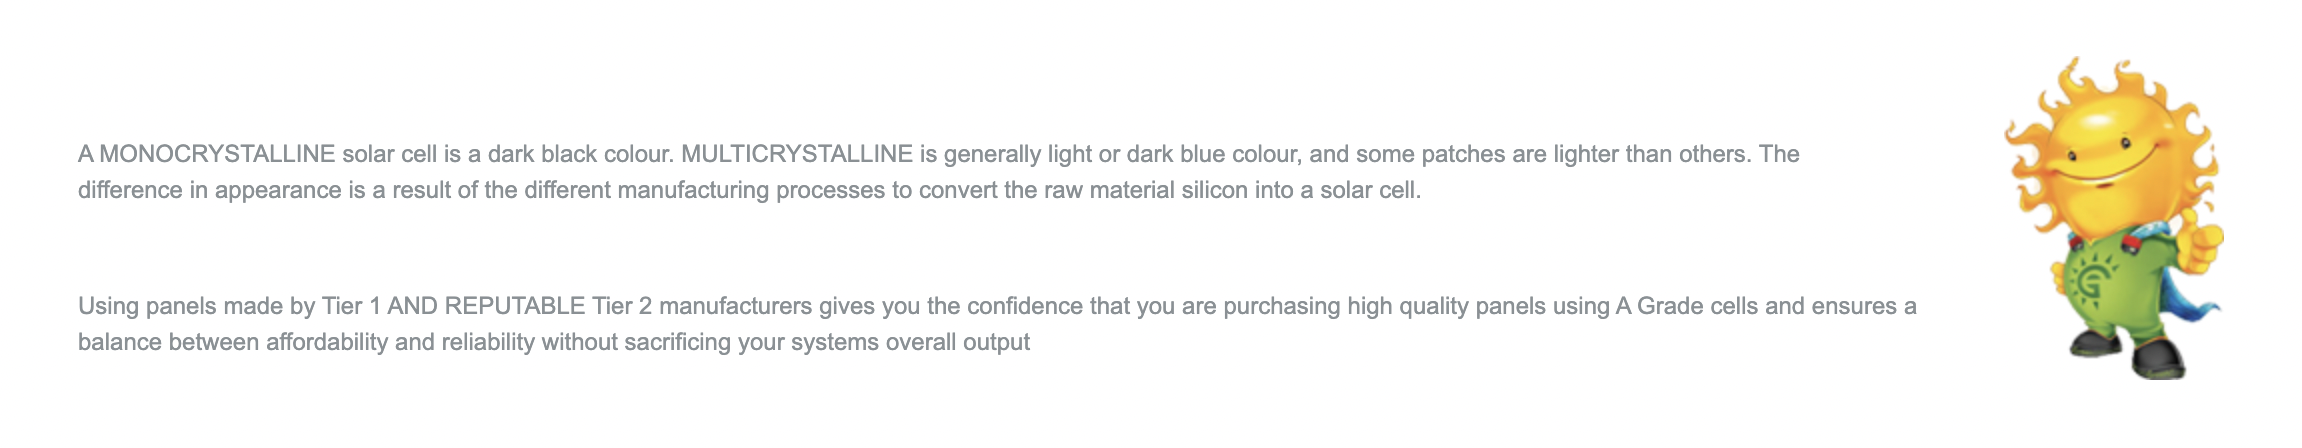 A MONOCRYSTALLINE solar cell is a dark black colour. MULTICRYSTALLINE is generally light or dark blue colour, and some patches are lighter than others. The
difference in appearance is a result of the different manufacturing processes to convert the raw material silicon into a solar cell.
Using panels made by Tier 1 AND REPUTABLE Tier 2 manufacturers gives you the confidence that you are purchasing high quality panels using A Grade cells and ensures a
balance between affordability and reliability without sacrificing your systems overall output
G